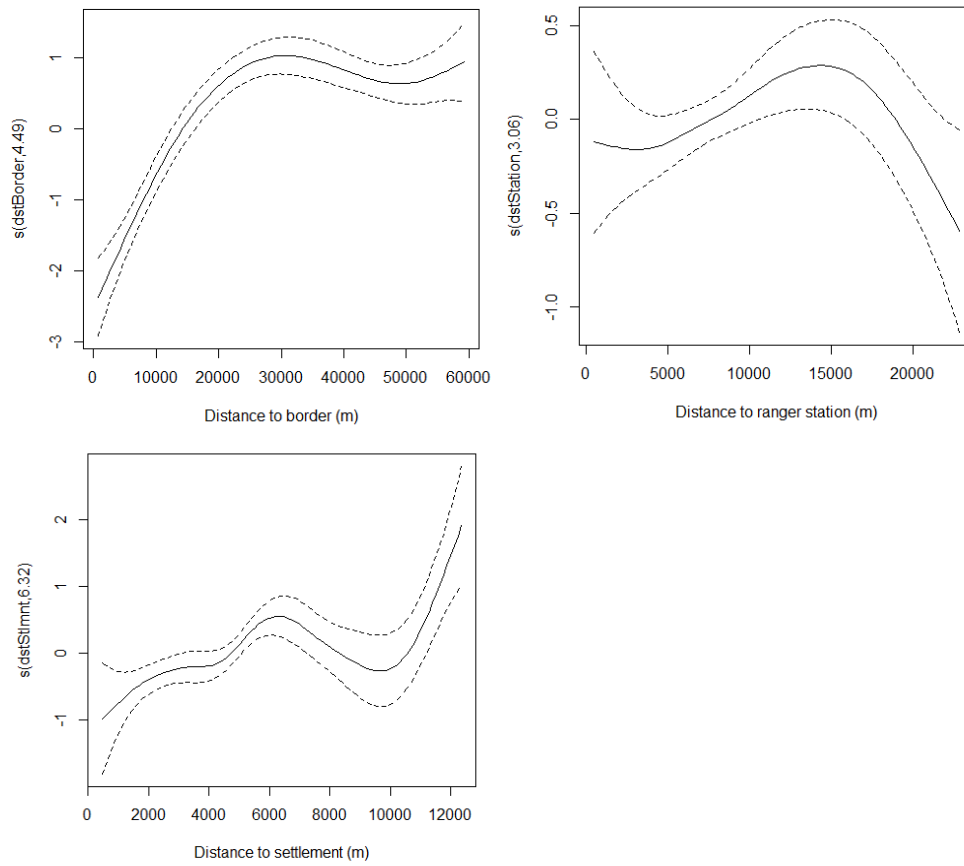 s(dstBorder,4.49)
1
0
-1
-2
-3
0 10000 20000 30000 40000 50000 60000
Distance to border (m)
s(dstStation,3.06)
0.5
0.0
-0.5
-1.0
0 5000 10000 15000 20000
Distance to ranger station (m)
s(dstStlmnt,6.32)
2
1
0
-1
0 2000 4000 6000 8000 10000 12000
Distance to settlement (m)